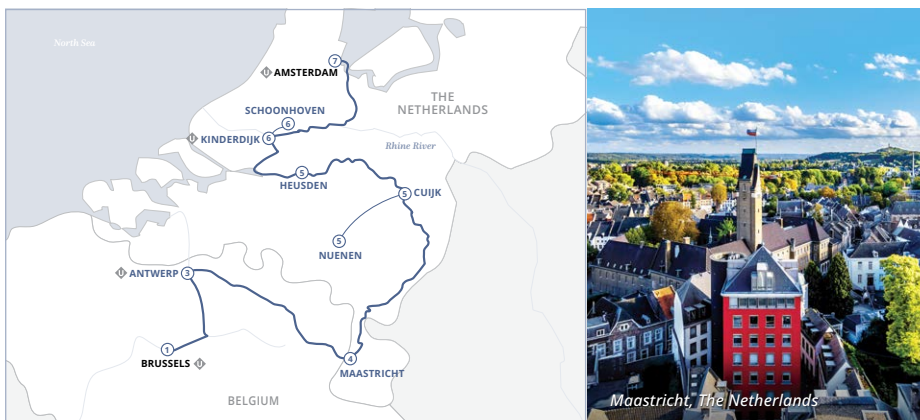 North Sea
7
U AMSTERDAM
SCHOONHOVEN
6
THE
NETHERLANDS
U KINDERDIJK 6
Rhine River
5
HEUSDEN
5 CUIJK
5
NUENEN
U ANTWERP 3
1
BRUSSELS U
4
MAASTRICHT
BELGIUM
Maastricht, The Netherlands